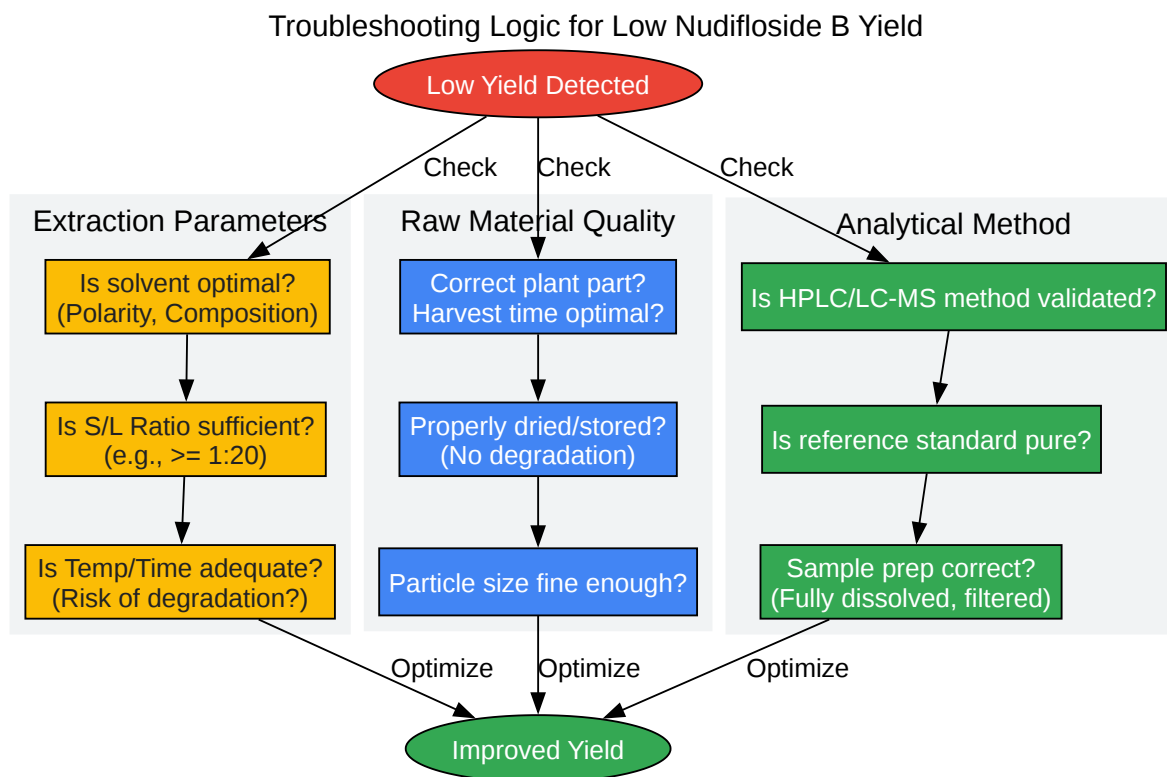 Troubleshooting Logic for Low Nudifloside B Yield
Low Yield Detected
Check
Check
Check
Extraction Parameters
Is solvent optimal?
(Polarity, Composition)
Is S/L Ratio sufficient?
(e.g., >= 1:20)
Is Temp/Time adequate?
(Risk of degradation?)
Raw Material Quality
Correct plant part?
Harvest time optimal?
Properly dried/stored?
(No degradation)
Particle size fine enough?
Analytical Method
Is HPLC/LC-MS method validated?
Is reference standard pure?
Sample prep correct?
(Fully dissolved, filtered)
Optimize
Optimize
Optimize
Improved Yield